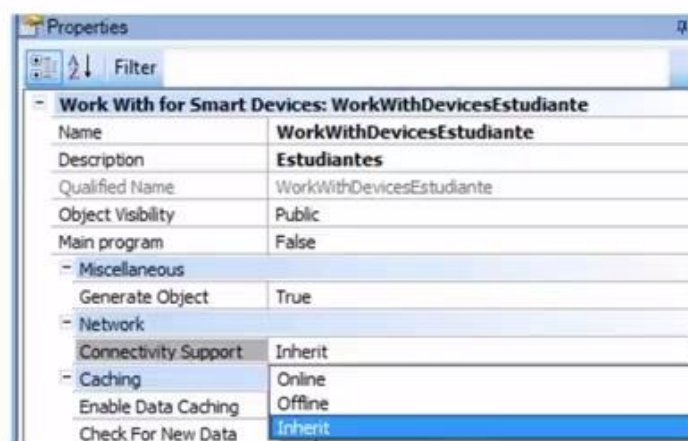 Properties
Filter
Work With for Smart Devices: WorkWithDevicesEstudiante
Name WorkWithDevicesEstudiante
Description Estudiantes
Qualified Name WorkWithDevicesEstudiante
Object Visibility Public
Main program False
Miscellaneous
Generate Object True
Network
Connectivity Support Inherit
Caching Online
Enable Data Caching Offline
Check For New Data Inherit